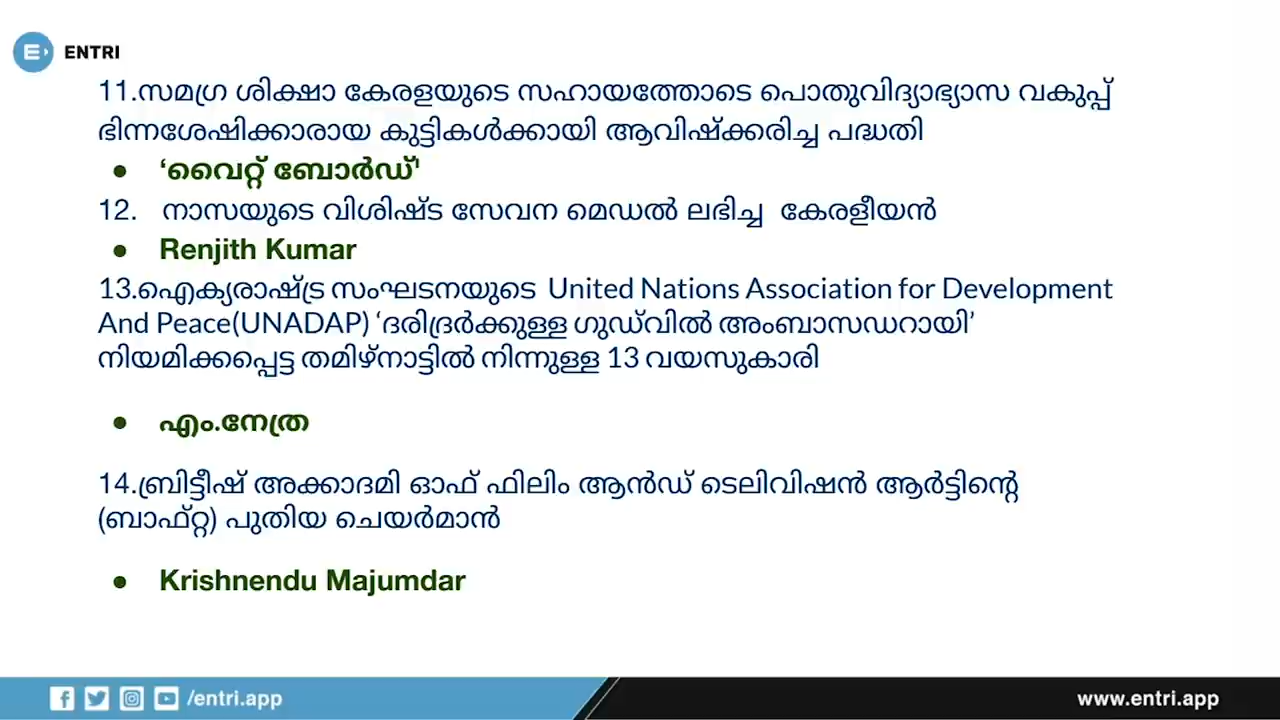 ENTRI
11.സമഗ്ര ശിക്ഷാ കേരളയുടെ സഹായത്തോടെ പൊതുവിദ്യാഭ്യാസ വകുപ്പ്
ഭിന്നശേഷിക്കാരായ കുട്ടികൾക്കായി ആവിഷ്ക്കരിച്ച പദ്ധതി
● ‘വൈറ്റ് ബോർഡ്'
12. നാസയുടെ വിശിഷ്ട സേവന മെഡൽ ലഭിച്ച കേരളീയൻ
● Renjith Kumar
13.ഐക്യരാഷ്ട്ര സംഘടനയുടെ United Nations Association for Development
And Peace(UNADAP) ‘ദരിദ്രർക്കുള്ള ഗുഡ്‌വിൽ അംബാസഡറായി’
നിയമിക്കപ്പെട്ട തമിഴ്നാട്ടിൽ നിന്നുള്ള 13 വയസുകാരി
● എം.നേത്ര
14.ബ്രിട്ടീഷ് അക്കാദമി ഓഫ് ഫിലിം ആൻഡ് ടെലിവിഷൻ ആർട്ടിന്റെ
(ബാഫ്റ്റ) പുതിയ ചെയർമാൻ
● Krishnendu Majumdar
/entri.app
www.entri.app